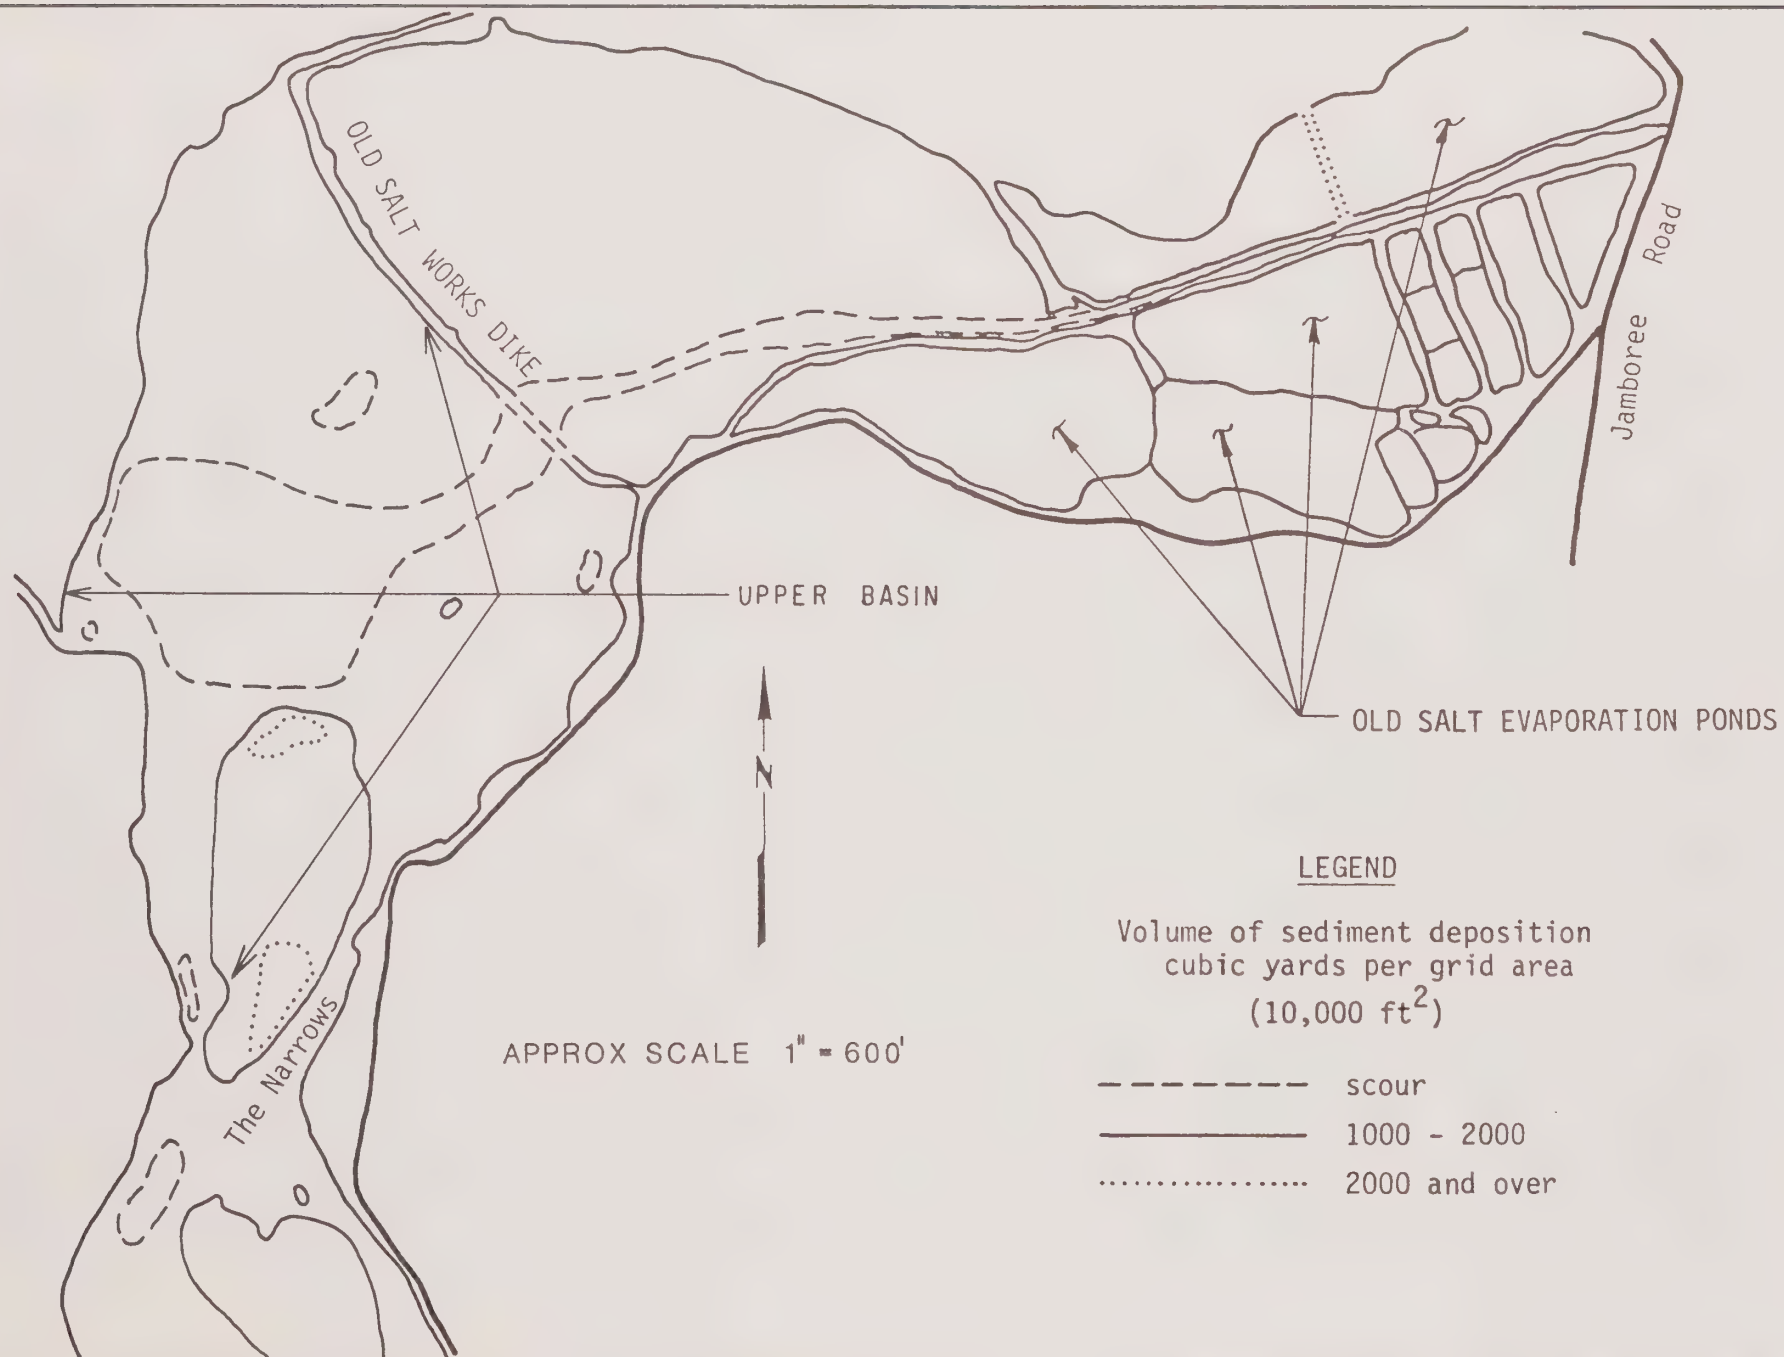 OLD SALT WORKS DIKE
Jamboree Road
UPPER BASIN
OLD SALT EVAPORATION PONDS
N
The Narrows
APPROX SCALE 1" = 600'
LEGEND
Volume of sediment deposition
cubic yards per grid area
(10,000 ft²)
scour
1000 - 2000
2000 and over